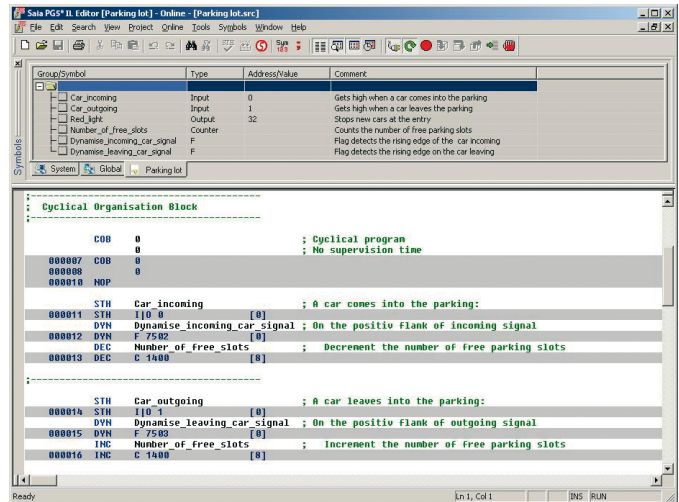 Saia PG5® IL Editor [Parking lot] - Online - [Parking lot.src]
File Edit Search View Project Online Tools Symbols Window Help
Symbols
Group/Symbol Type Address/Value Comment
Car_incoming Input 0 Gets high when a car comes into the parking
Car_outgoing Input 1 Gets high when a car leaves the parking
Red_light Output 32 Stops new cars at the entry
Number_of_free_slots Counter Counts the number of free parking slots
Dynamise_incoming_car_signal F Flag detects the rising edge of the car incoming
Dynamise_leaving_car_signal F Flag detects the rising edge on the car leaving
System Global Parking lot
;----------------------------------------
; Cyclical Organisation Block
;----------------------------------------
COB 0 ; Cyclical program
0 ; No supervision time
000007 COB 0
000008 0
000010 NOP
STH Car_incoming ; A car comes into the parking:
000011 STH I|O 0 [0]
DYN Dynamise_incoming_car_signal ; On the positiv flank of incoming signal
000012 DYN F 7502 [0]
DEC Number_of_free_slots ; Decrement the number of free parking slots
000013 DEC C 1400 [8]
;----------------------------------------
STH Car_outgoing ; A car leaves into the parking:
000014 STH I|O 1 [0]
DYN Dynamise_leaving_car_signal ; On the positiv flank of outgoing signal
000015 DYN F 7503 [0]
INC Number_of_free_slots ; Increment the number of free parking slots
000016 INC C 1400 [8]
Ready Ln 1, Col 1 INS RUN